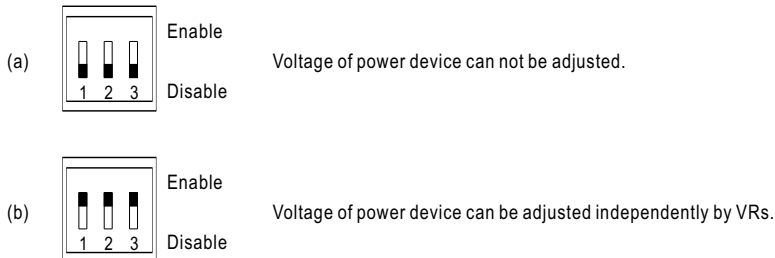 Enable
(a) Voltage of power device can not be adjusted.
1 2 3 Disable
Enable
(b) Voltage of power device can be adjusted independently by VRs.
1 2 3 Disable